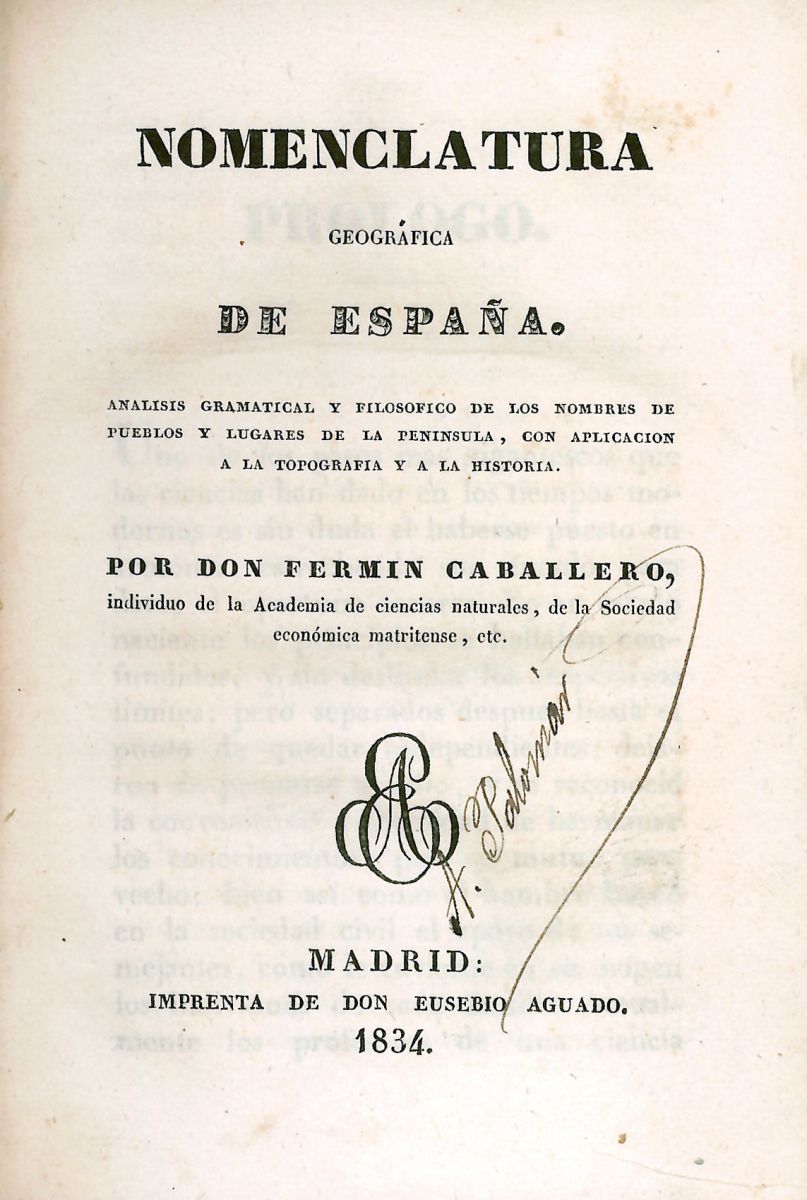 NOMENCLATURA
GEOGRÁFICA
DE ESPAÑA.
ANALISIS GRAMATICAL Y FILOSOFICO DE LOS NOMBRES DE
PUEBLOS Y LUGARES DE LA PENINSULA, CON APLICACION
A LA TOPOGRAFIA Y A LA HISTORIA.
POR DON FERMIN CABALLERO,
individuo de la Academia de ciencias naturales, de la Sociedad
económica matritense, etc.
A. Palomar
MADRID:
IMPRENTA DE DON EUSEBIO AGUADO.
1834.